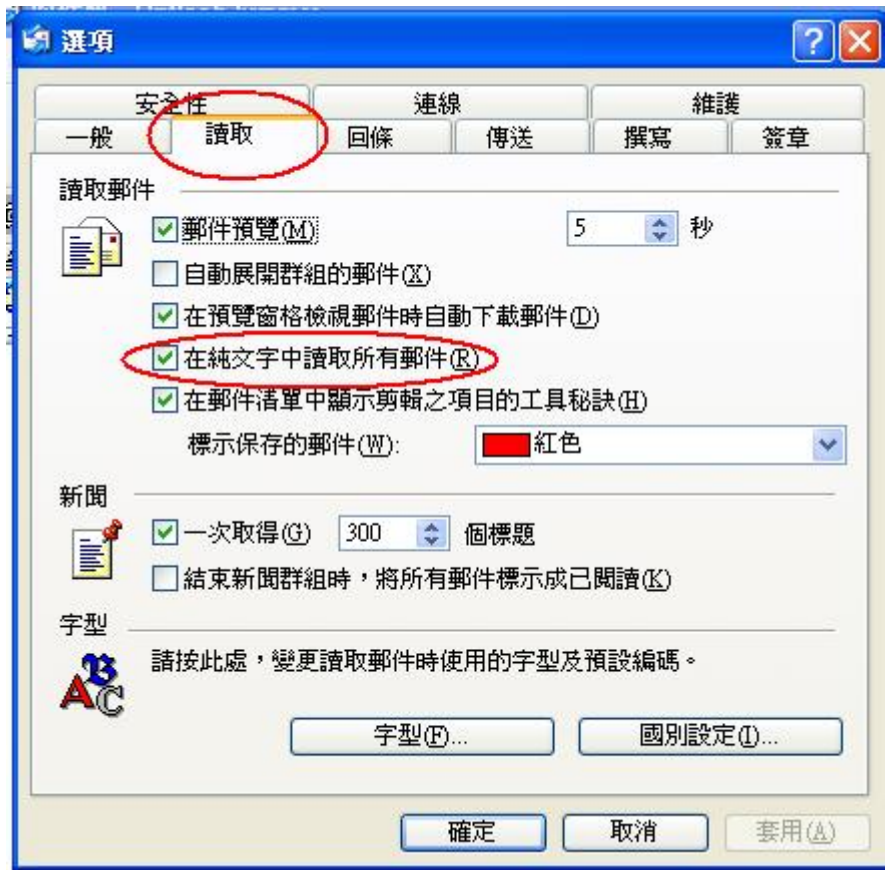 選項
安全性 連線 維護
一般 讀取 回條 傳送 撰寫 簽章
讀取郵件
郵件預覽(M) 5 秒
自動展開群組的郵件(X)
在預覽窗格檢視郵件時自動下載郵件(D)
在純文字中讀取所有郵件(R)
在郵件清單中顯示剪輯之項目的工具秘訣(H)
標示保存的郵件(W): 紅色
新聞
一次取得(G) 300 個標題
結束新聞群組時，將所有郵件標示成已閱讀(K)
字型
請按此處，變更讀取郵件時使用的字型及預設編碼。
字型(F)... 國別設定(I)...
確定 取消 套用(A)